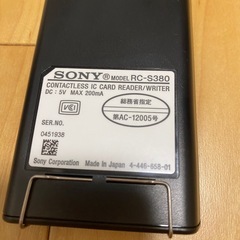 SONY® MODEL RC-S380
CONTACTLESS IC CARD READER/WRITER
DC : 5V MAX 200mA
総務省指定
第AC-12005号
SER. NO.
0451938
Sony Corporation Made in Japan 4-446-658-01